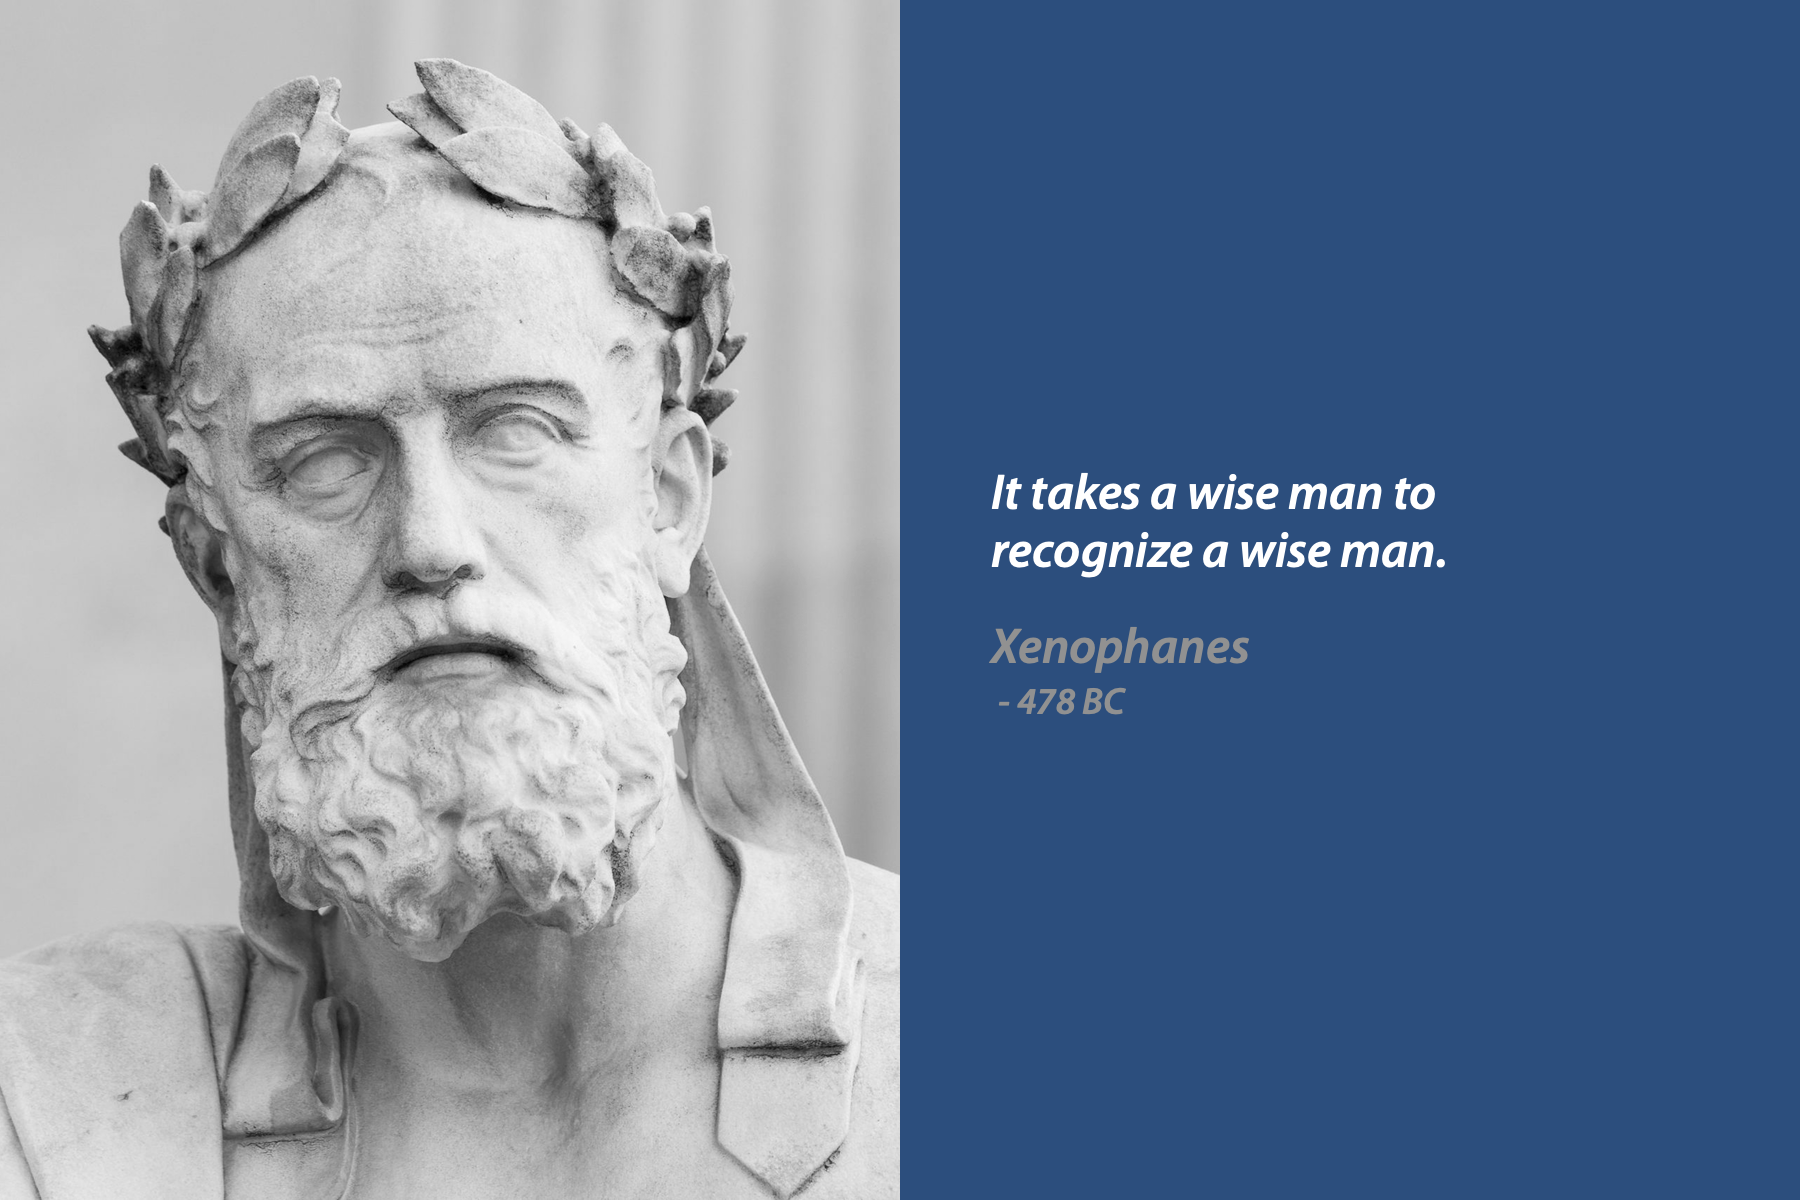 It takes a wise man to
recognize a wise man.
Xenophanes
- 478 BC